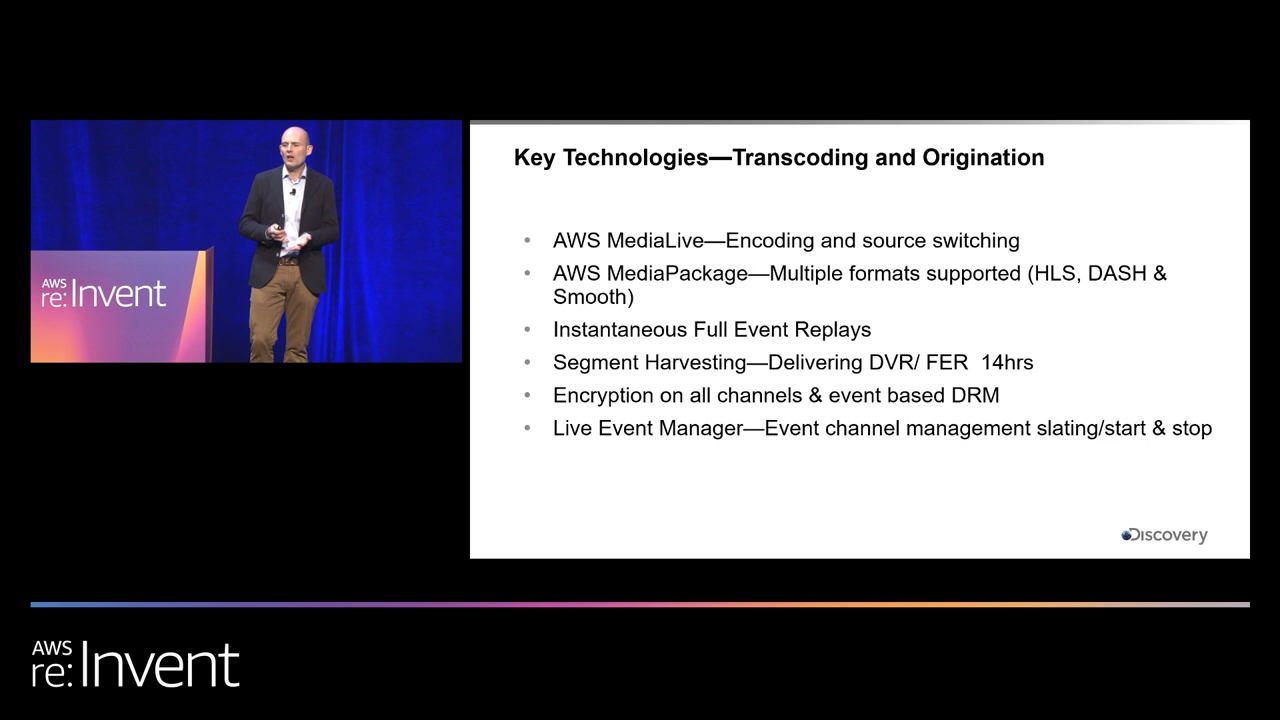 Key Technologies—Transcoding and Origination
• AWS MediaLive—Encoding and source switching
• AWS MediaPackage—Multiple formats supported (HLS, DASH &
Smooth)
• Instantaneous Full Event Replays
• Segment Harvesting—Delivering DVR/ FER  14hrs
• Encryption on all channels & event based DRM
• Live Event Manager—Event channel management slating/start & stop
Discovery
AWS
re:Invent
AWS
re:Invent